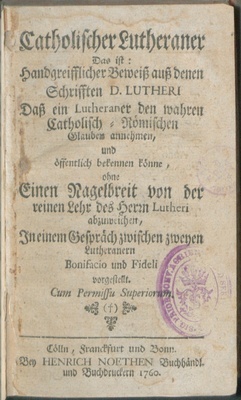 Catholischer Lutheraner
Das ist:
Handgreifflicher Beweiß auß denen
Schrifften D. LUTHERI
Daß ein Lutheraner den wahren
Catholisch-Römischen
Glauben annehmen,
und
öffentlich bekennen könne,
ohne
Einen Nagelbreit von der
reinen Lehr des Herrn Lutheri
abzuweichen,
In einem Gespräch zwischen zweyen
Lutheranern
Bonifacio und Fideli
vorgestellt.
Cum Permissu Superiorum.
(†)
Cölln, Franckfurt und Bonn.
Bey HENRICH NOETHEN Buchhändl.
und Buchdruckern 1760.